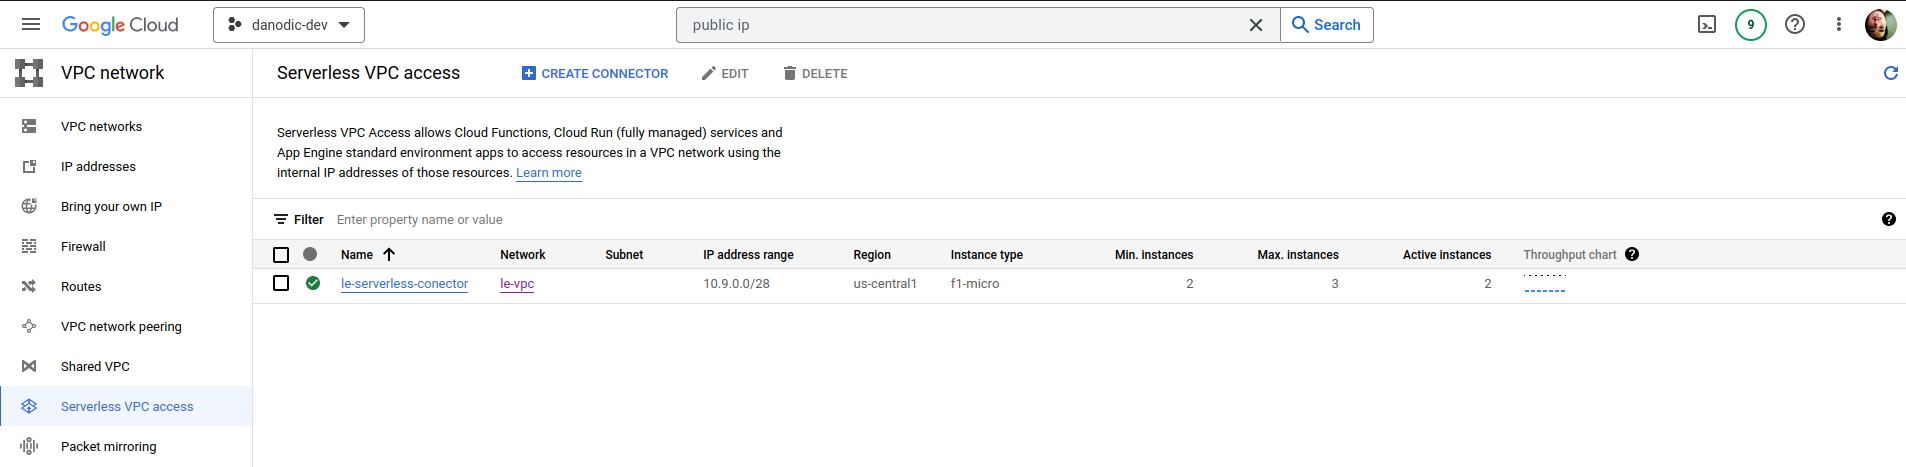 Google Cloud
danodic-dev
public ip
Search
9
VPC network
Serverless VPC access
CREATE CONNECTOR
EDIT
DELETE
VPC networks
IP addresses
Bring your own IP
Firewall
Routes
VPC network peering
Shared VPC
Serverless VPC access
Packet mirroring
Serverless VPC Access allows Cloud Functions, Cloud Run (fully managed) services and
App Engine standard environment apps to access resources in a VPC network using the
internal IP addresses of those resources. Learn more
Filter Enter property name or value
Name Network Subnet IP address range Region Instance type Min. instances Max. instances Active instances Throughput chart
le-serverless-conector le-vpc 10.9.0.0/28 us-central1 f1-micro 2 3 2